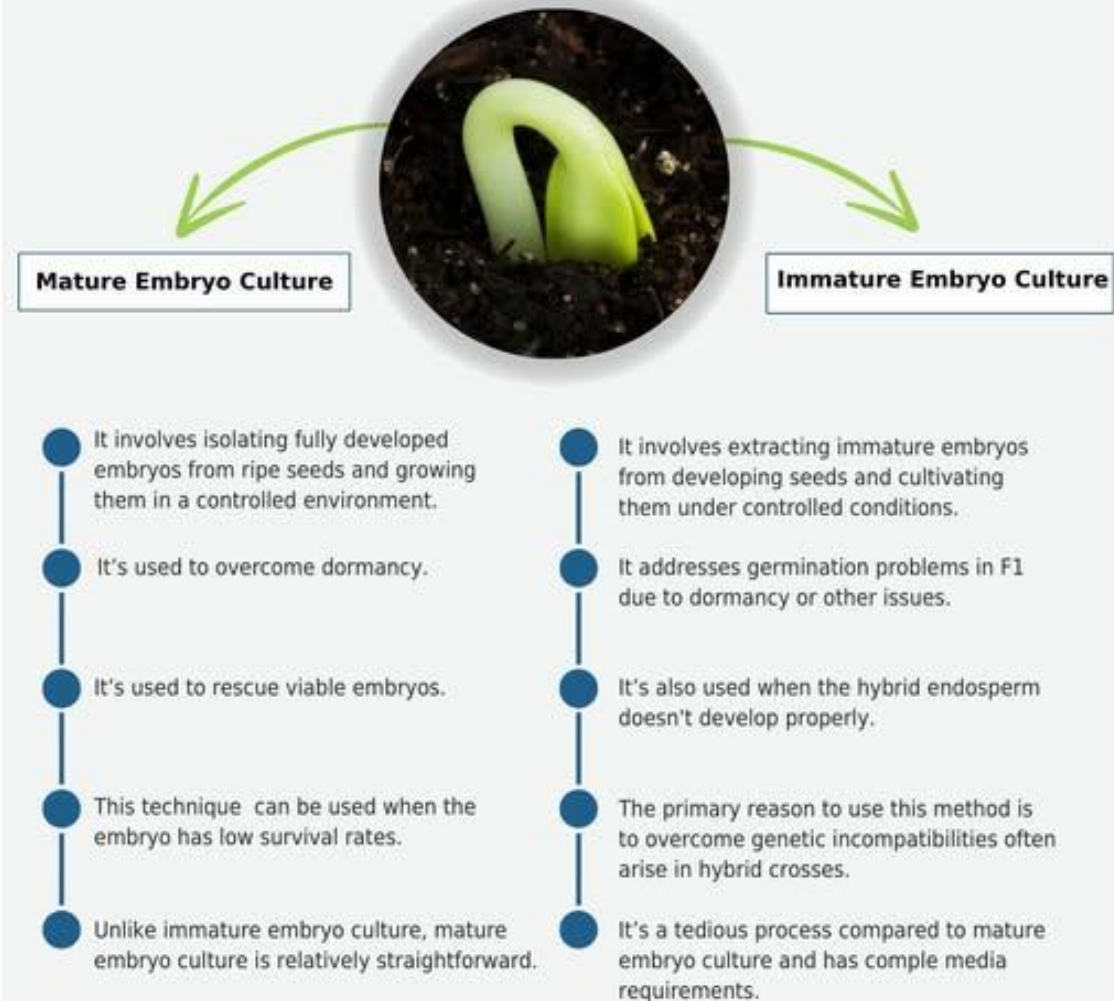 Mature Embryo Culture
Immature Embryo Culture
It involves isolating fully developed
embryos from ripe seeds and growing
them in a controlled environment.
It's used to overcome dormancy.
It's used to rescue viable embryos.
This technique  can be used when the
embryo has low survival rates.
Unlike immature embryo culture, mature
embryo culture is relatively straightforward.
It involves extracting immature embryos
from developing seeds and cultivating
them under controlled conditions.
It addresses germination problems in F1
due to dormancy or other issues.
It's also used when the hybrid endosperm
doesn't develop properly.
The primary reason to use this method is
to overcome genetic incompatibilities often
arise in hybrid crosses.
It's a tedious process compared to mature
embryo culture and has comple media
requirements.